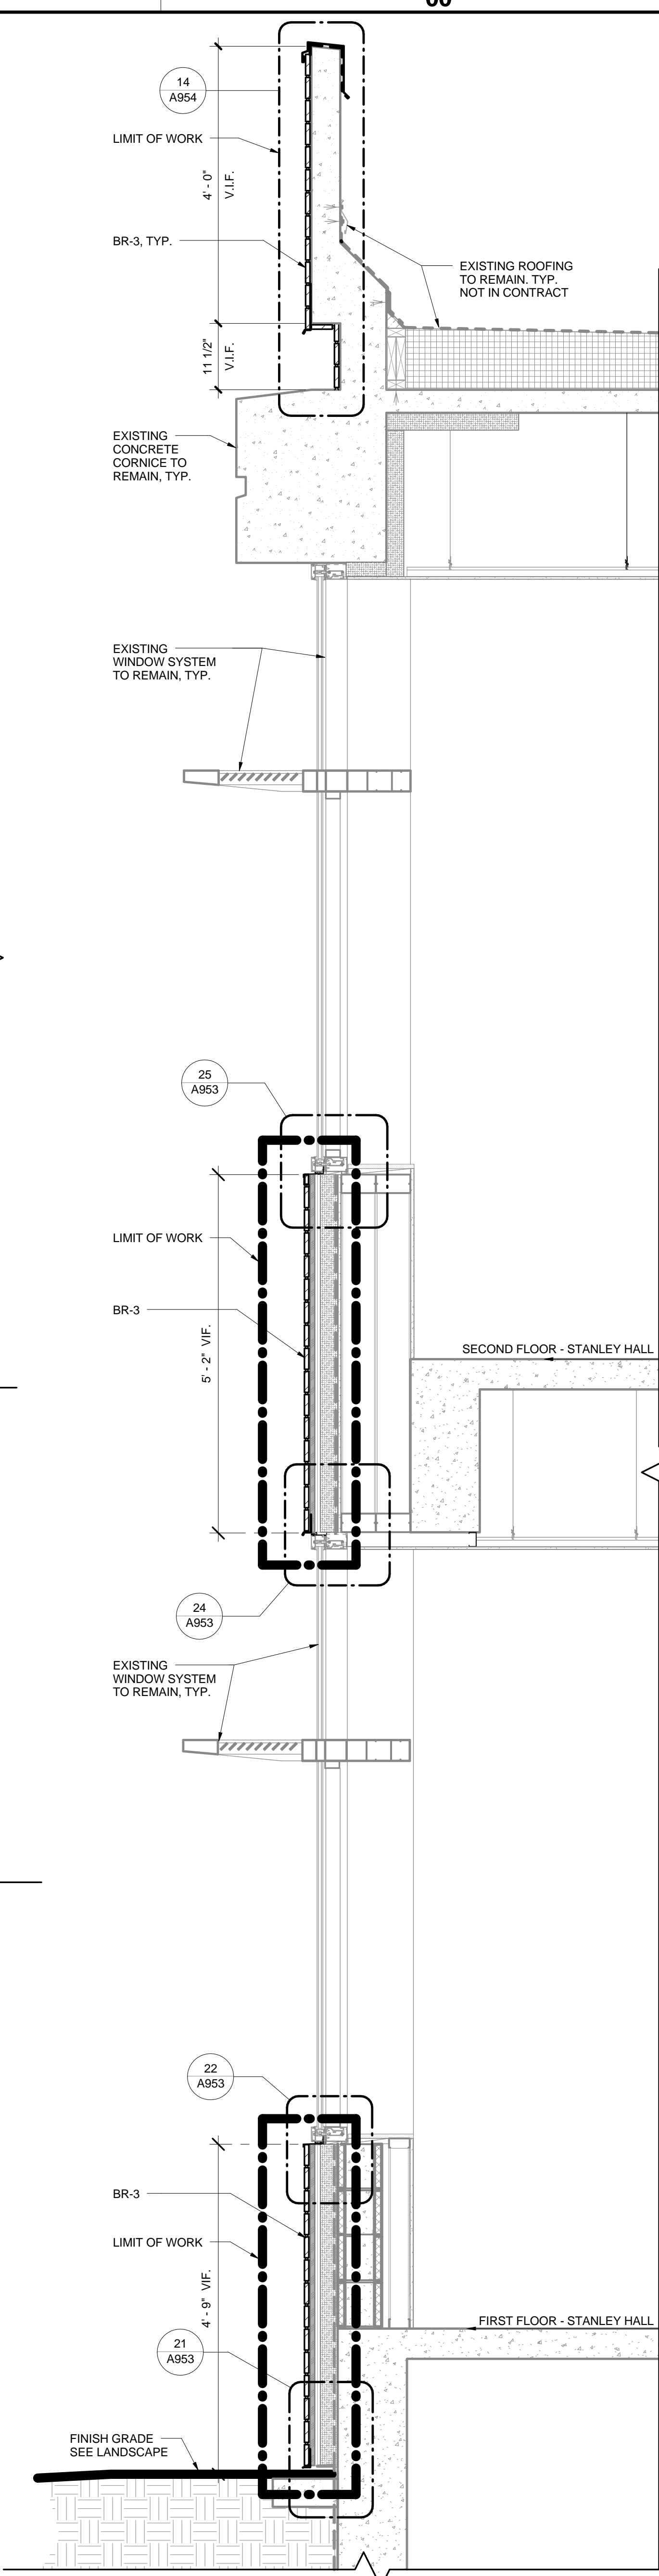 14
A954
LIMIT OF WORK
4' - 0"
V.I.F.
BR-3, TYP.
EXISTING ROOFING
TO REMAIN. TYP.
NOT IN CONTRACT
11 1/2"
V.I.F.
EXISTING
CONCRETE
CORNICE TO
REMAIN, TYP.
EXISTING
WINDOW SYSTEM
TO REMAIN, TYP.
25
A953
LIMIT OF WORK
BR-3
5' - 2" VIF.
SECOND FLOOR - STANLEY HALL
24
A953
EXISTING
WINDOW SYSTEM
TO REMAIN, TYP.
22
A953
BR-3
LIMIT OF WORK
4' - 9" VIF.
FIRST FLOOR - STANLEY HALL
21
A953
FINISH GRADE
SEE LANDSCAPE